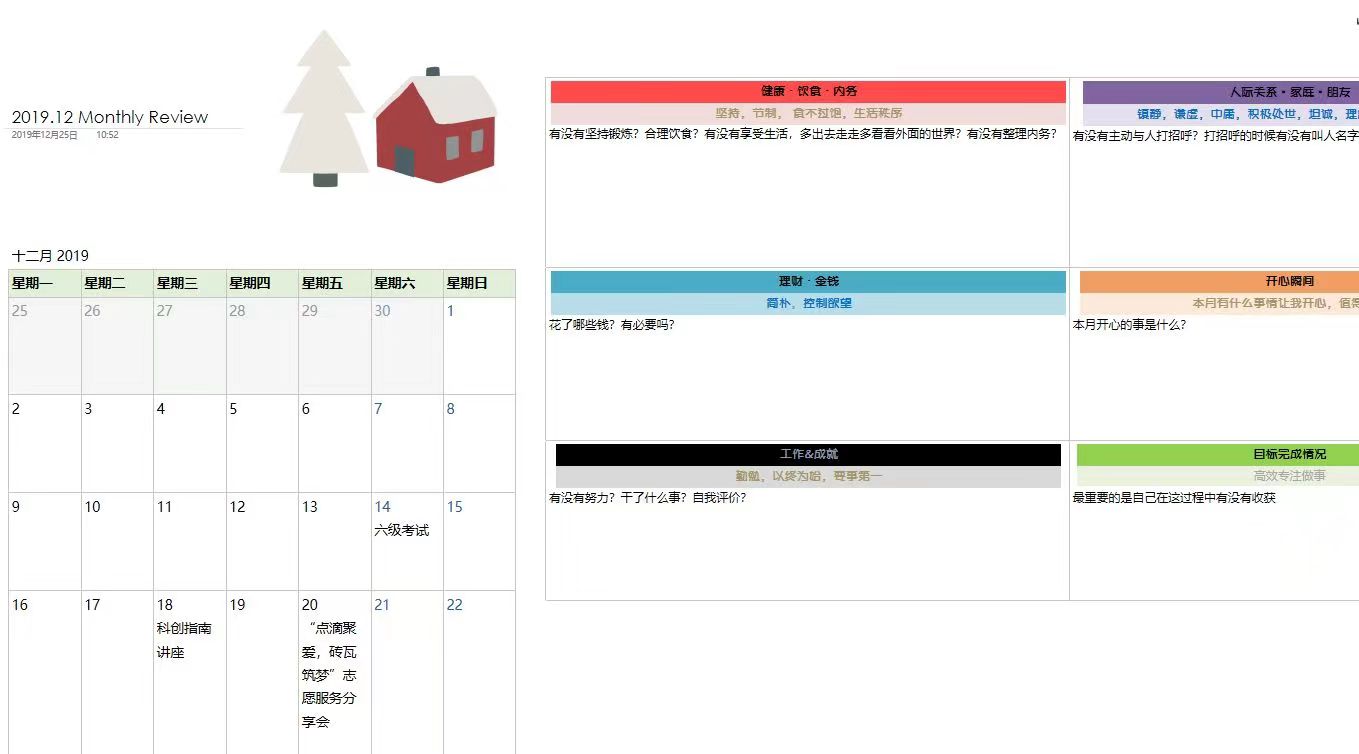 2019.12 Monthly Review
2019年12月25日 10:52
十二月 2019
星期一 星期二 星期三 星期四 星期五 星期六 星期日
25 26 27 28 29 30 1
2 3 4 5 6 7 8
9 10 11 12 13 14 15
六级考试
16 17 18 19 20 21 22
科创指南
讲座
“点滴聚
爱，砖瓦
筑梦”志
愿服务分
享会
健康·饮食·内务
坚持，节制，食不过饱，生活秩序
有没有坚持锻炼？合理饮食？有没有享受生活，多出去走走多看看外面的世界？有没有整理内务？
人际关系·家庭·朋友
镇静，谦虚，中庸，积极处世，坦诚，理
有没有主动与人打招呼？打招呼的时候有没有叫人名字
理财·金钱
简朴，控制欲望
花了哪些钱？有必要吗？
开心瞬间
本月有什么事情让我开心，值得
本月开心的事是什么？
工作&成就
勤勉，以终为始，要事第一
有没有努力？干了什么事？自我评价？
目标完成情况
高效专注做事
最重要的是自己在这过程中有没有收获